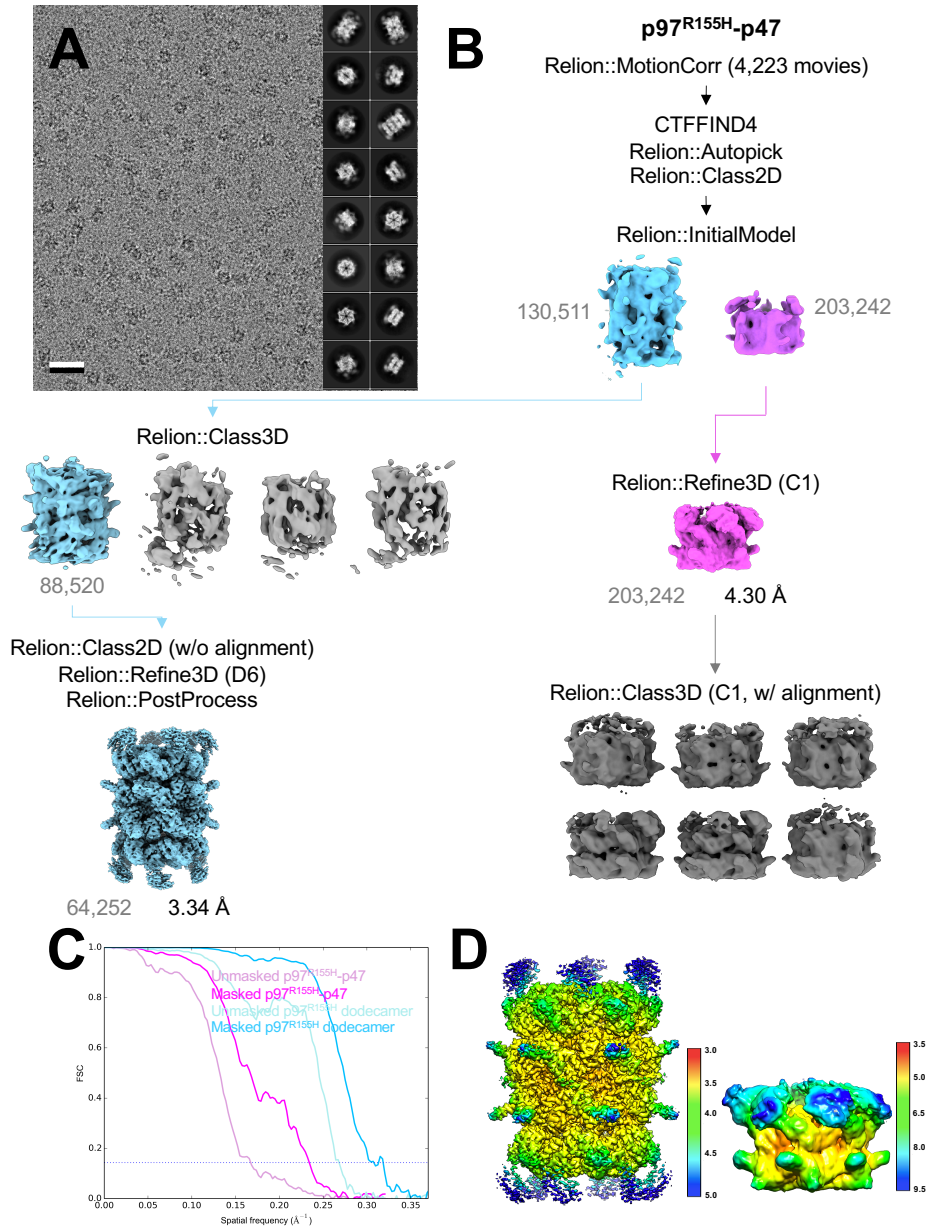 A
B
p97R155H-p47
Relion::MotionCorr (4,223 movies)
CTFFIND4
Relion::Autopick
Relion::Class2D
Relion::InitialModel
130,511
203,242
Relion::Class3D
88,520
Relion::Class2D (w/o alignment)
Relion::Refine3D (D6)
Relion::PostProcess
64,252 3.34 Å
Relion::Refine3D (C1)
203,242 4.30 Å
Relion::Class3D (C1, w/ alignment)
C
1.0
0.8
0.6
0.4
0.2
0.0
FSC
0.00 0.05 0.10 0.15 0.20 0.25 0.30 0.35
Spatial frequency (Å⁻¹)
Unmasked p97R155H-p47
Masked p97R155H-p47
Unmasked p97R155H dodecamer
Masked p97R155H dodecamer
D
3.0
3.5
4.0
4.5
5.0
3.5
5.0
6.5
8.0
9.5